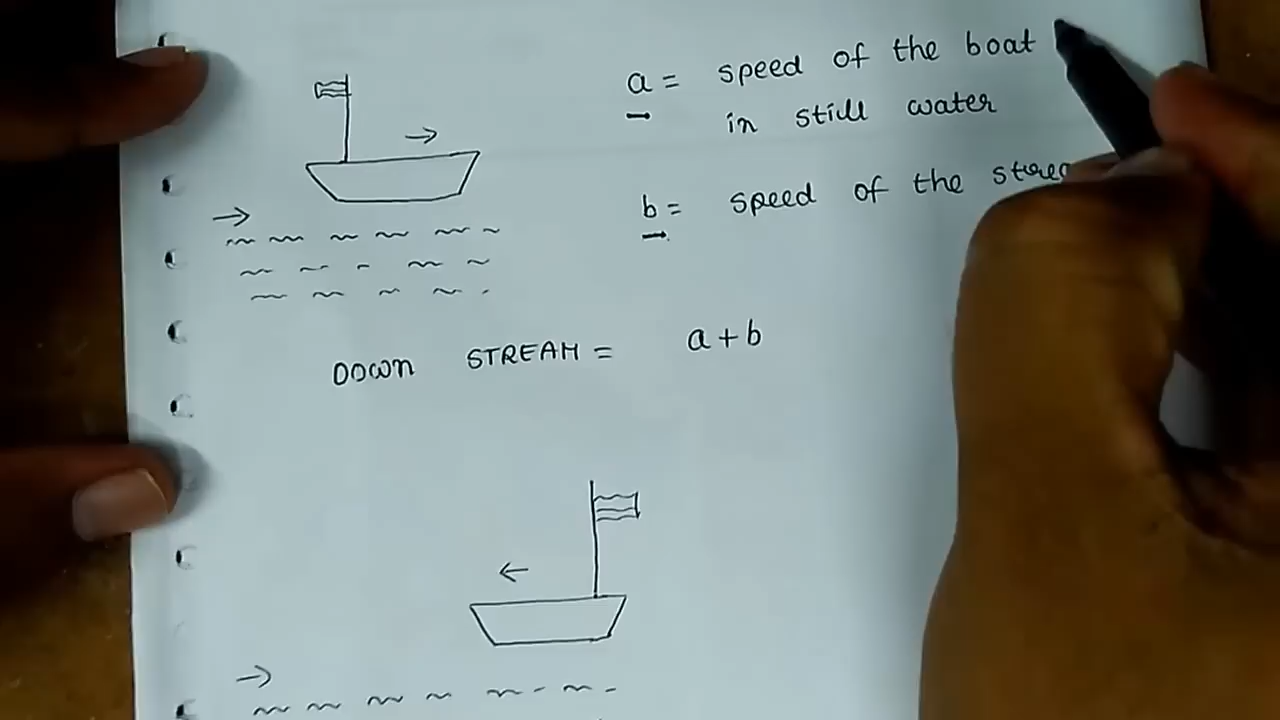 a = speed of the boat
in still water
b = speed of the
DOWN STREAM = a + b